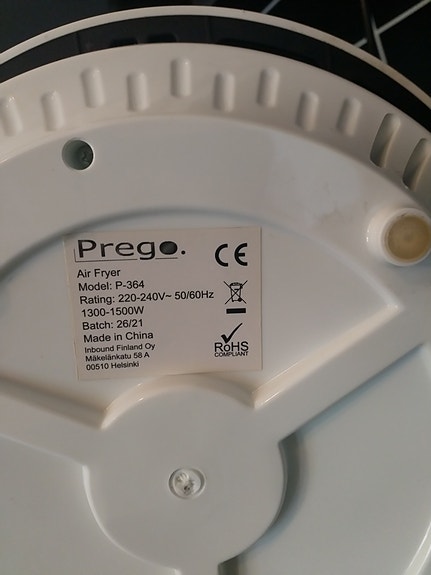 Prego.
CE
Air Fryer
Model: P-364
Rating: 220-240V~ 50/60Hz
1300-1500W
Batch: 26/21
Made in China
Inbound Finland Oy
Mäkelänkatu 58 A
00510 Helsinki
RoHS
COMPLIANT